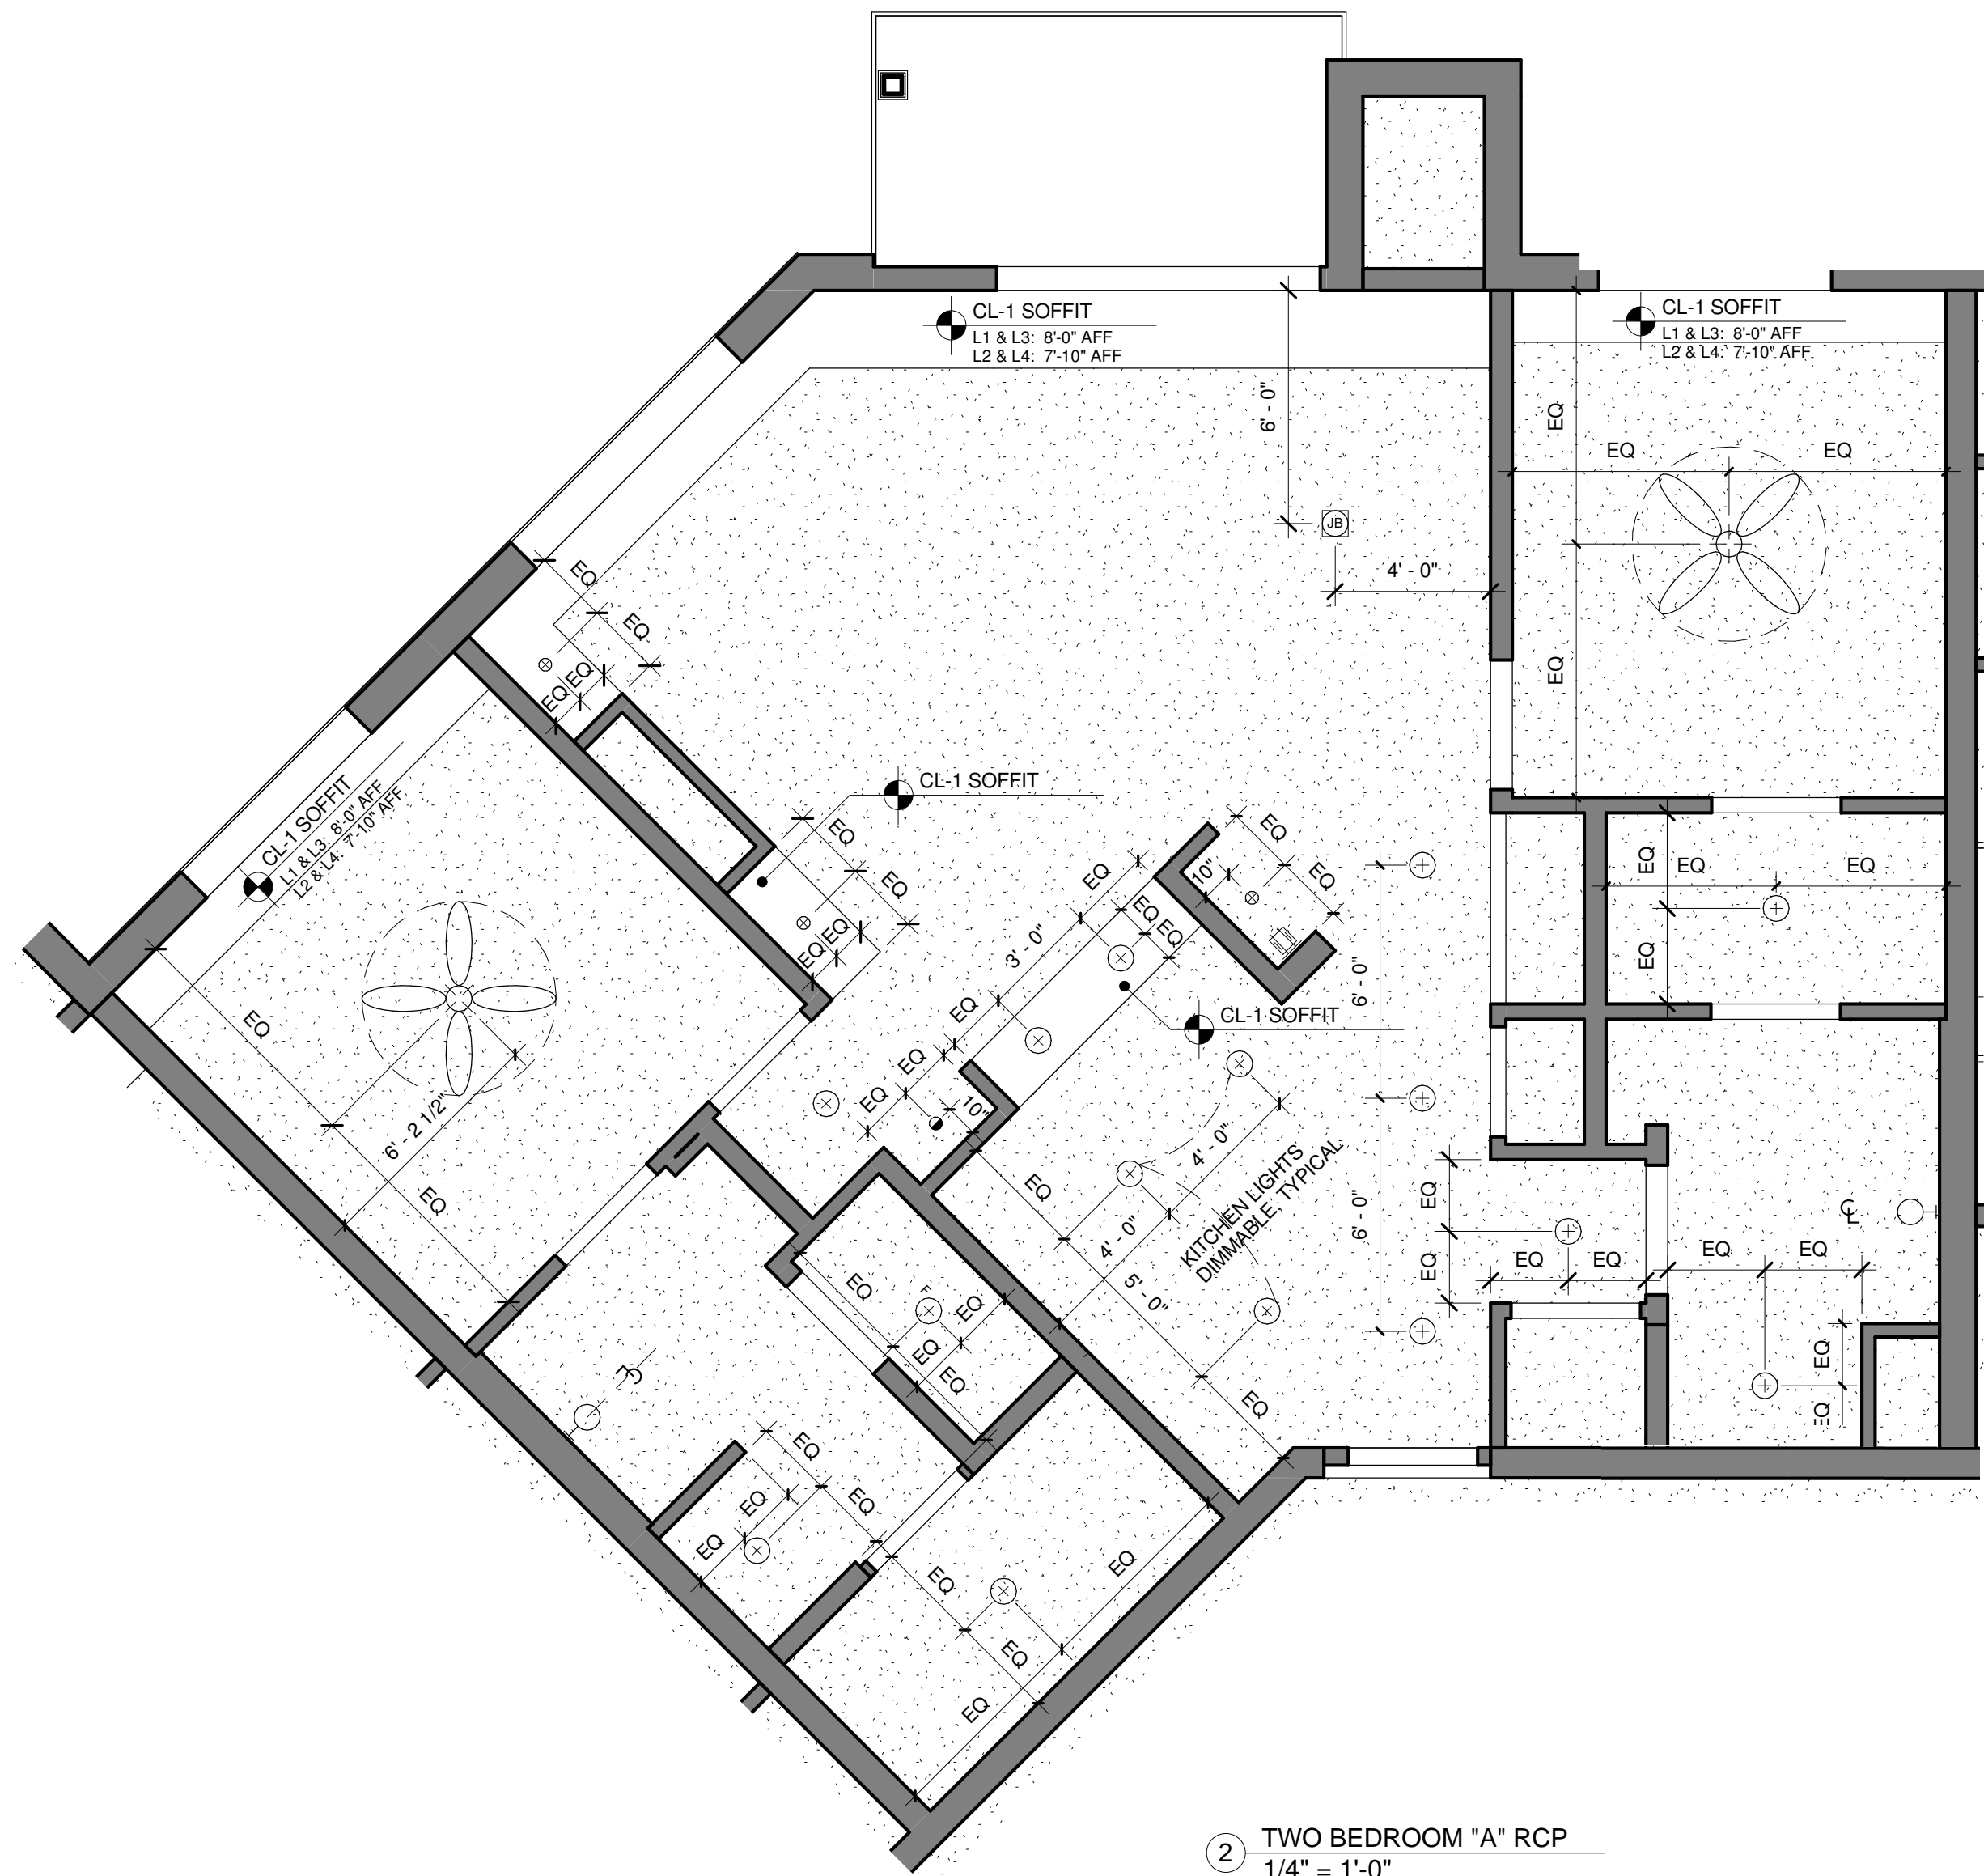 CL-1 SOFFIT
L1 & L3: 8'-0" AFF
L2 & L4: 7'-10" AFF
CL-1 SOFFIT
L1 & L3: 8'-0" AFF
L2 & L4: 7'-10" AFF
6' - 0"
EQ
EQ
EQ
JB
4' - 0"
EQ
EQ
EQ
EQ
EQ
CL-1 SOFFIT
L1 & L3: 8'-0" AFF
L2 & L4: 7'-10" AFF
CL-1 SOFFIT
EQ
EQ
EQ
EQ
EQ
EQ
10"
EQ
EQ
EQ
3' - 0"
EQ
EQ
EQ
EQ
EQ
EQ
6' - 0"
CL-1 SOFFIT
EQ
EQ
EQ
10"
EQ
6' - 2 1/2"
EQ
EQ
4' - 0"
4' - 0"
5' - 0"
KITCHEN LIGHTS
DIMMABLE, TYPICAL
6' - 0"
EQ
EQ
EQ
EQ
EQ
EQ
CL
EQ
EQ
EQ
EQ
F
EQ
EQ
EQ
CL
EQ
EQ
EQ
EQ
EQ
EQ
EQ
EQ
EQ
2
TWO BEDROOM "A" RCP
1/4" = 1'-0"